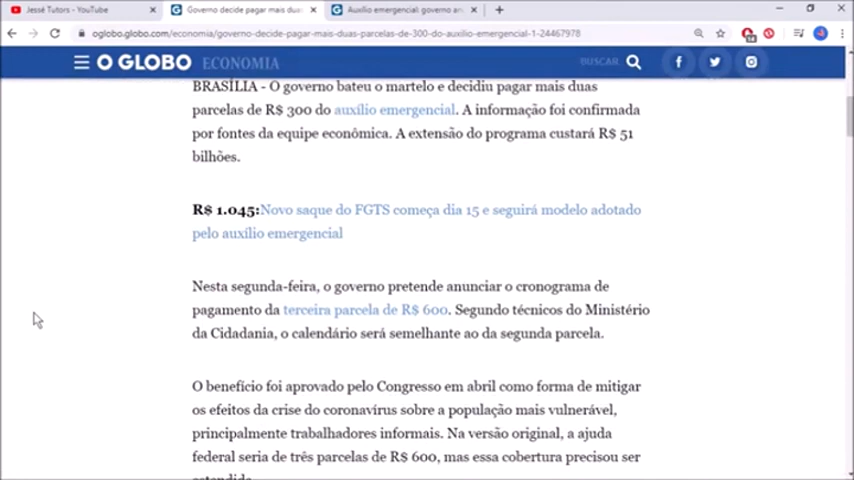 Jessé Tutors - YouTube
Governo decide pagar mais duas
Auxílio emergencial: governo an
oglobo.globo.com/economia/governo-decide-pagar-mais-duas-parcelas-de-300-do-auxilio-emergencial-1-24467978
O GLOBO ECONOMIA BUSCAR
BRASÍLIA - O governo bateu o martelo e decidiu pagar mais duas
parcelas de R$ 300 do auxílio emergencial. A informação foi confirmada
por fontes da equipe econômica. A extensão do programa custará R$ 51
bilhões.
R$ 1.045:Novo saque do FGTS começa dia 15 e seguirá modelo adotado
pelo auxílio emergencial
Nesta segunda-feira, o governo pretende anunciar o cronograma de
pagamento da terceira parcela de R$ 600. Segundo técnicos do Ministério
da Cidadania, o calendário será semelhante ao da segunda parcela.
O benefício foi aprovado pelo Congresso em abril como forma de mitigar
os efeitos da crise do coronavírus sobre a população mais vulnerável,
principalmente trabalhadores informais. Na versão original, a ajuda
federal seria de três parcelas de R$ 600, mas essa cobertura precisou ser